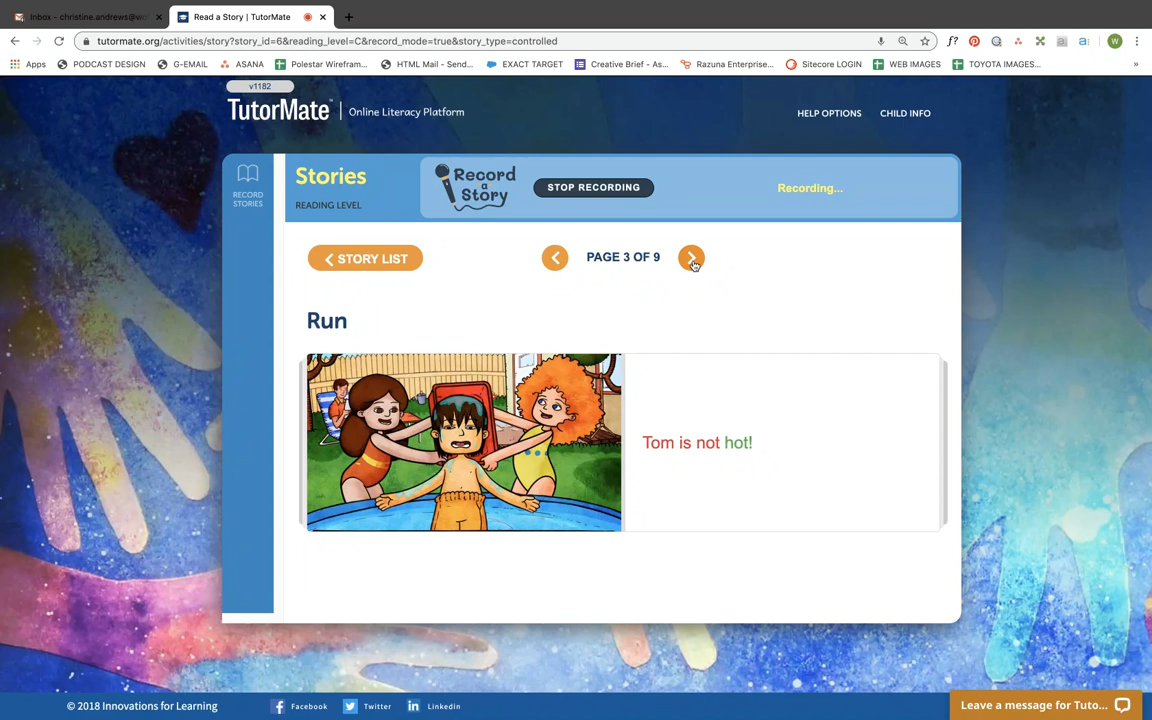 Inbox - christine.andrews@wo
Read a Story | TutorMate
tutormate.org/activities/story?story_id=6&reading_level=C&record_mode=true&story_type=controlled
Apps
PODCAST DESIGN
G-EMAIL
ASANA
Polestar Wirefram...
HTML Mail - Send...
EXACT TARGET
Creative Brief - As...
Razuna Enterprise...
Sitecore LOGIN
WEB IMAGES
TOYOTA IMAGES...
v1182
TutorMate | Online Literacy Platform
HELP OPTIONS
CHILD INFO
RECORD
STORIES
Stories
READING LEVEL
Record
a
Story
STOP RECORDING
Recording...
STORY LIST
PAGE 3 OF 9
Run
Tom is not hot!
© 2018 Innovations for Learning
Facebook
Twitter
Linkedin
Leave a message for Tuto...